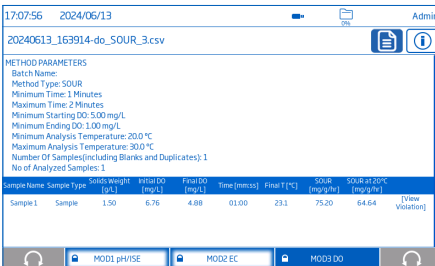 17:07:56 2024/06/13 0% Admi
20240613_163914-do_SOUR_3.csv
METHOD PARAMETERS
Batch Name:
Method Type: SOUR
Minimum Time: 1 Minutes
Maximum Time: 2 Minutes
Minimum Starting DO: 5.00 mg/L
Minimum Ending DO: 1.00 mg/L
Minimum Analysis Temperature: 20.0 °C
Maximum Analysis Temperature: 30.0 °C
Number Of Samples(including Blanks and Duplicates): 1
No of Analyzed Samples: 1
Sample Name Sample Type Solids Weight [g/L] Initial DO [mg/L] Final DO [mg/L] Time [mm:ss] Final T [°C] SOUR [mg/g/hr] SOUR at 20°C [mg/g/hr]
Sample 1 Sample 1.50 6.76 4.88 01:00 23.1 75.20 64.64 [View Violation]
MOD1 pH/ISE MOD2 EC MOD3 DO